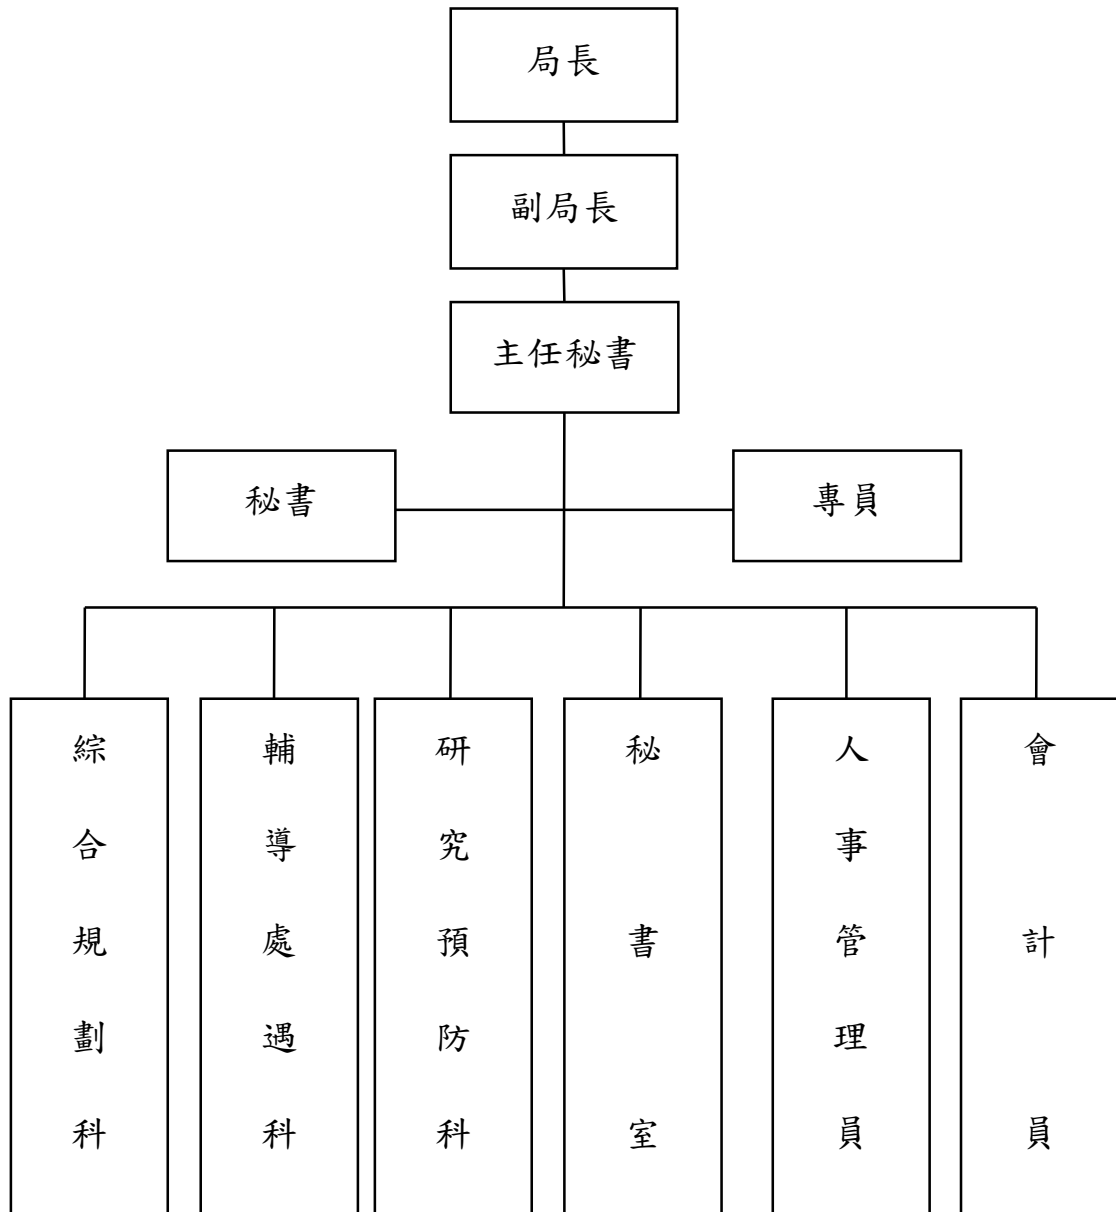 局長
副局長
主任秘書
秘書
專員
綜合規劃科
輔導處遇科
研究預防科
秘書室
人事管理員
會計員